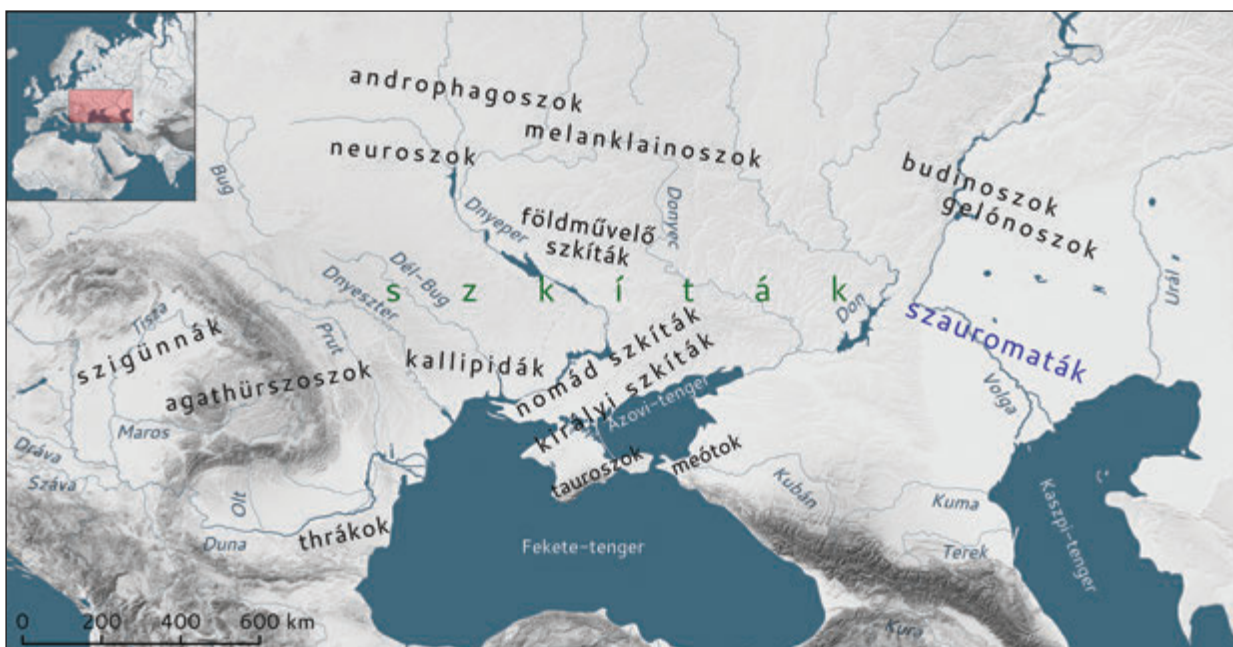 androphagoszok
melanklainoszok
neuroszok
budinoszok
gelónoszok
Bug
Dnyeper
Donyec
földművelő
szkíták
Urál
Dél-Bug
Dnyeszter
szkíták
Don
Tisza
szigünnák
Prut
szauromaták
agathürszoszok
kallipidák
nomád szkíták
királyi szkíták
Azovi-tenger
Volga
Maros
Dráva
Száva
tauroszok
meótok
Kubán
Kuma
Olt
Duna
thrákok
Fekete-tenger
Terek
Kaszpi-tenger
Kura
0 200 400 600 km